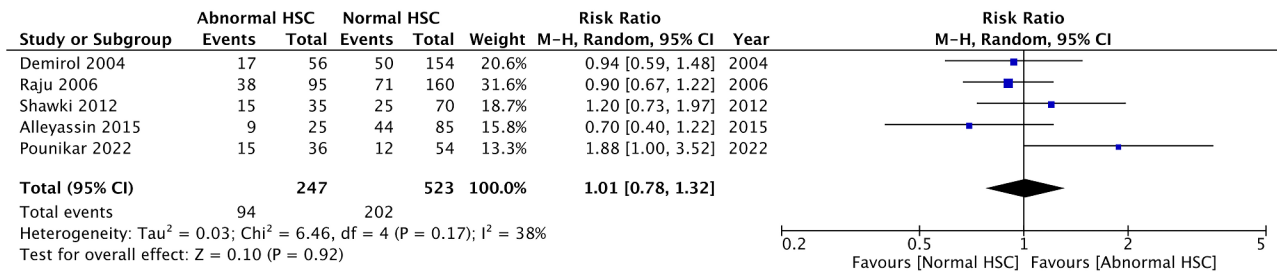 Abnormal HSC Normal HSC Risk Ratio Risk Ratio
Study or Subgroup Events Total Events Total Weight M-H, Random, 95% CI Year M-H, Random, 95% CI
Demirol 2004 17 56 50 154 20.6% 0.94 [0.59, 1.48] 2004
Raju 2006 38 95 71 160 31.6% 0.90 [0.67, 1.22] 2006
Shawki 2012 15 35 25 70 18.7% 1.20 [0.73, 1.97] 2012
Alleyassin 2015 9 25 44 85 15.8% 0.70 [0.40, 1.22] 2015
Pounikar 2022 15 36 12 54 13.3% 1.88 [1.00, 3.52] 2022
Total (95% CI) 247 523 100.0% 1.01 [0.78, 1.32]
Total events 94 202
Heterogeneity: Tau² = 0.03; Chi² = 6.46, df = 4 (P = 0.17); I² = 38%
Test for overall effect: Z = 0.10 (P = 0.92)
0.2 0.5 1 2 5
Favours [Normal HSC] Favours [Abnormal HSC]